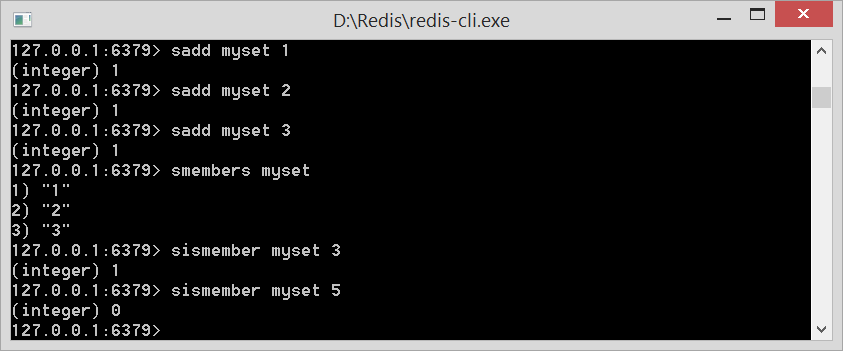 D:\Redis\redis-cli.exe
127.0.0.1:6379> sadd myset 1
(integer) 1
127.0.0.1:6379> sadd myset 2
(integer) 1
127.0.0.1:6379> sadd myset 3
(integer) 1
127.0.0.1:6379> smembers myset
1) "1"
2) "2"
3) "3"
127.0.0.1:6379> sismember myset 3
(integer) 1
127.0.0.1:6379> sismember myset 5
(integer) 0
127.0.0.1:6379>